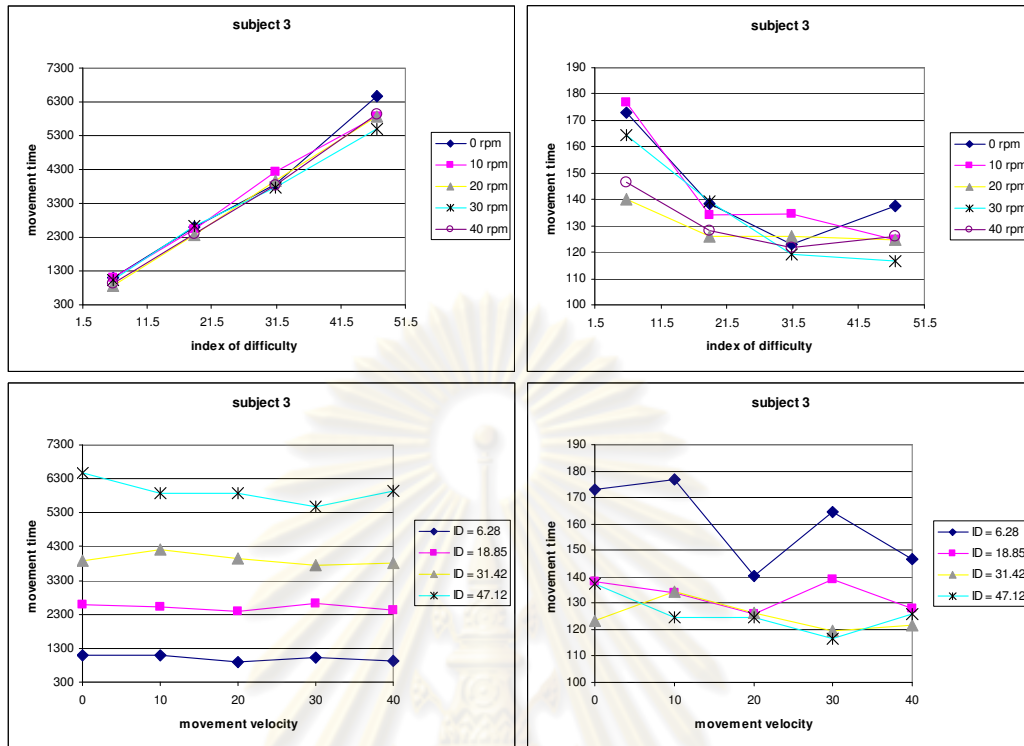 subject 3
movement time
7300
6300
5300
4300
3300
2300
1300
300
1.5 11.5 21.5 31.5 41.5 51.5
index of difficulty
0 rpm
10 rpm
20 rpm
30 rpm
40 rpm
subject 3
movement time
190
180
170
160
150
140
130
120
110
100
1.5 11.5 21.5 31.5 41.5 51.5
index of difficulty
0 rpm
10 rpm
20 rpm
30 rpm
40 rpm
subject 3
movement time
7300
6300
5300
4300
3300
2300
1300
300
0 10 20 30 40
movement velocity
ID = 6.28
ID = 18.85
ID = 31.42
ID = 47.12
subject 3
movement time
190
180
170
160
150
140
130
120
110
100
0 10 20 30 40
movement velocity
ID = 6.28
ID = 18.85
ID = 31.42
ID = 47.12